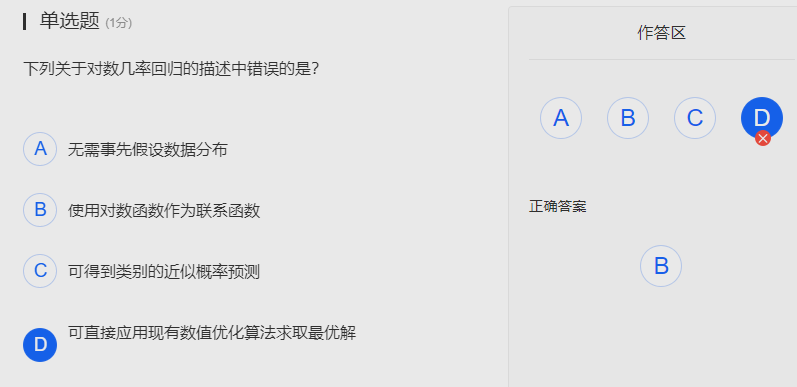 单选题 (1分)
下列关于对数几率回归的描述中错误的是？
A 无需事先假设数据分布
B 使用对数函数作为联系函数
C 可得到类别的近似概率预测
D 可直接应用现有数值优化算法求取最优解
作答区
A B C D
正确答案
B